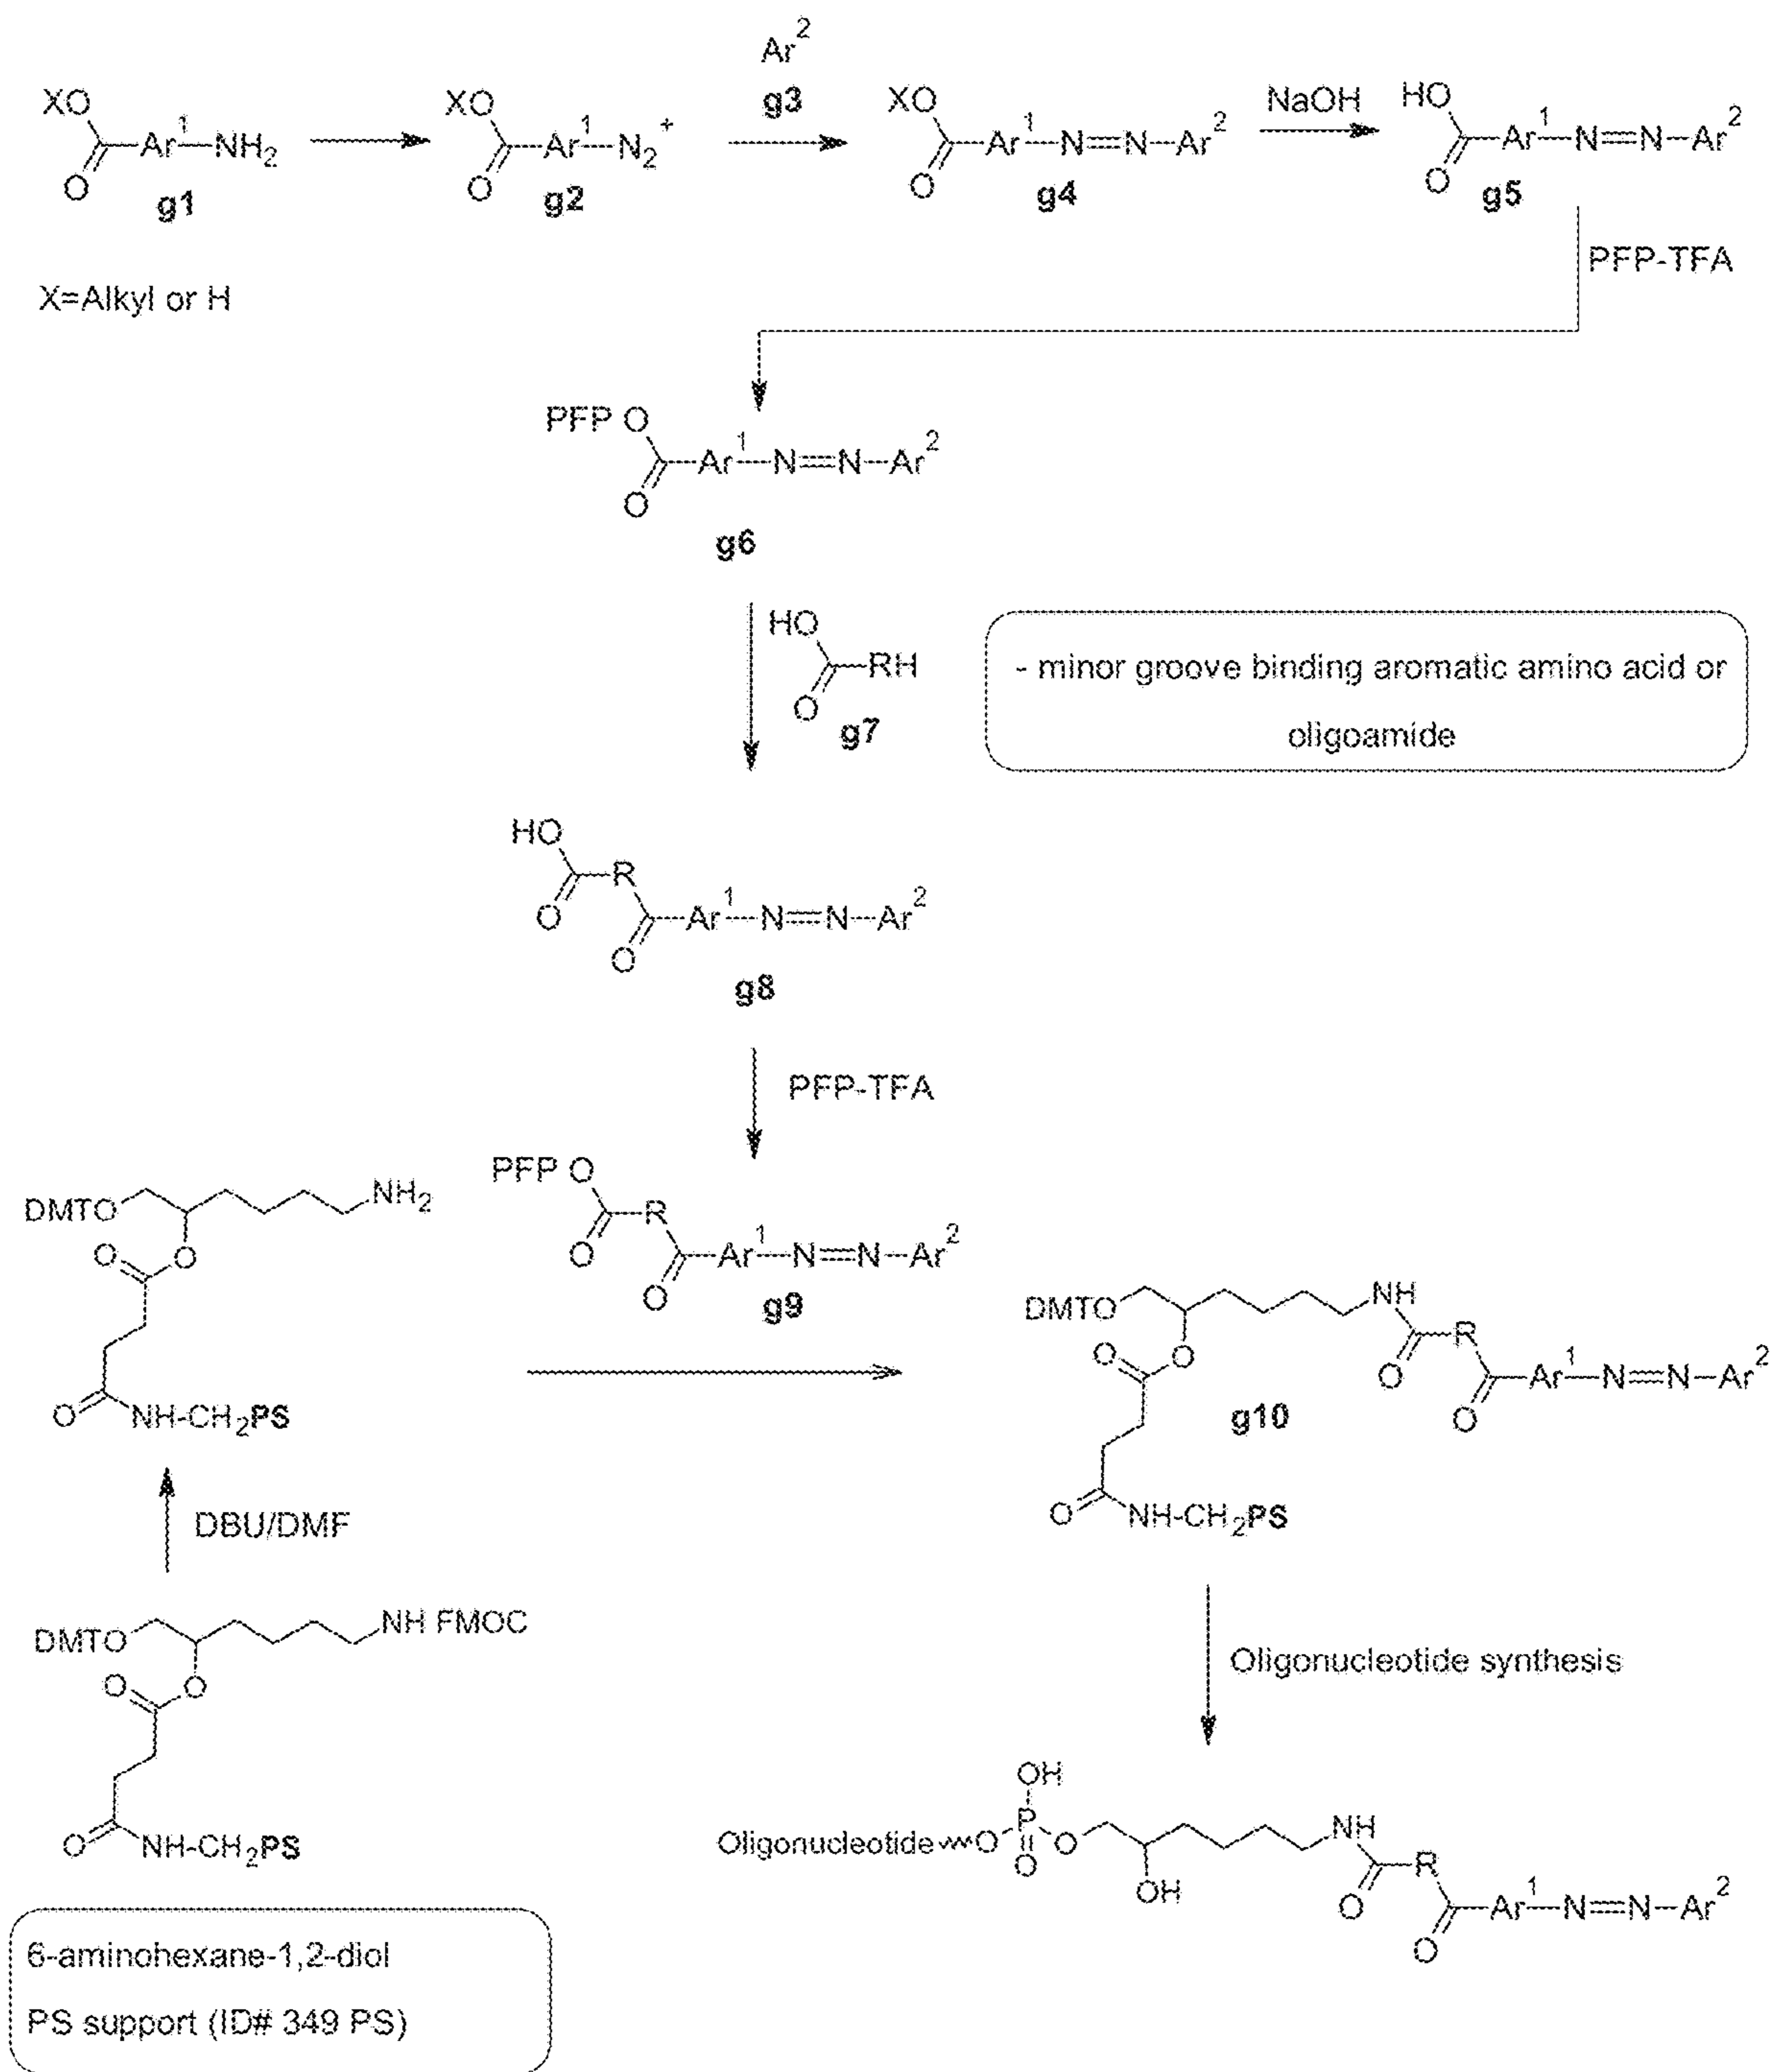 Ar2
g3
XO Ar1 NH2
O
g1
XO Ar1 N2+
O
g2
XO Ar1 N=N Ar2
O
g4
NaOH
HO Ar1 N=N Ar2
O
g5
X=Alkyl or H
PFP-TFA
PFP O
Ar1 N=N Ar2
O
g6
HO
RH
O
g7
- minor groove binding aromatic amino acid or
oligoamide
HO
R
O
Ar1 N=N Ar2
O
g8
PFP-TFA
PFP O
R
O
Ar1 N=N Ar2
O
g9
DMTO NH2
O O
O NH-CH2PS
DBU/DMF
DMTO NH FMOC
O O
O NH-CH2PS
6-aminohexane-1,2-diol
PS support (ID# 349 PS)
DMTO NH
R
O O O
Ar1 N=N Ar2
O
g10
O NH-CH2PS
Oligonucleotide synthesis
OH
Oligonucleotide O P O NH
O
OH
R
O
Ar1 N=N Ar2
O